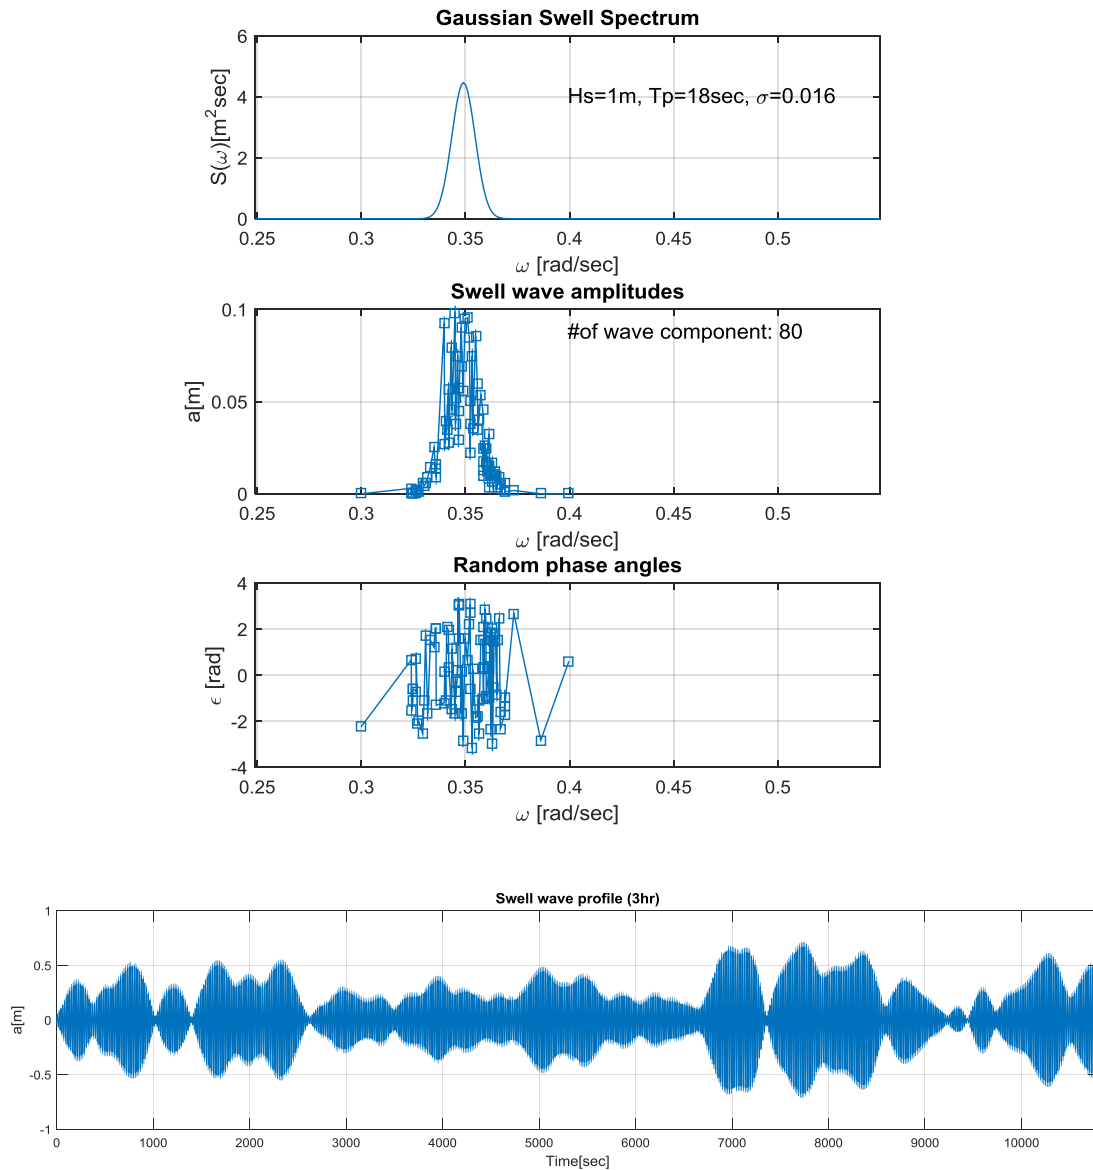 Gaussian Swell Spectrum
6
4
2
0
S(ω)[m²sec]
Hs=1m, Tp=18sec, σ=0.016
0.25 0.3 0.35 0.4 0.45 0.5
ω [rad/sec]
Swell wave amplitudes
0.1
0.05
0
a[m]
#of wave component: 80
0.25 0.3 0.35 0.4 0.45 0.5
ω [rad/sec]
Random phase angles
4
2
0
-2
-4
ϵ [rad]
0.25 0.3 0.35 0.4 0.45 0.5
ω [rad/sec]
Swell wave profile (3hr)
1
0.5
0
-0.5
-1
a[m]
0 1000 2000 3000 4000 5000 6000 7000 8000 9000 10000
Time[sec]